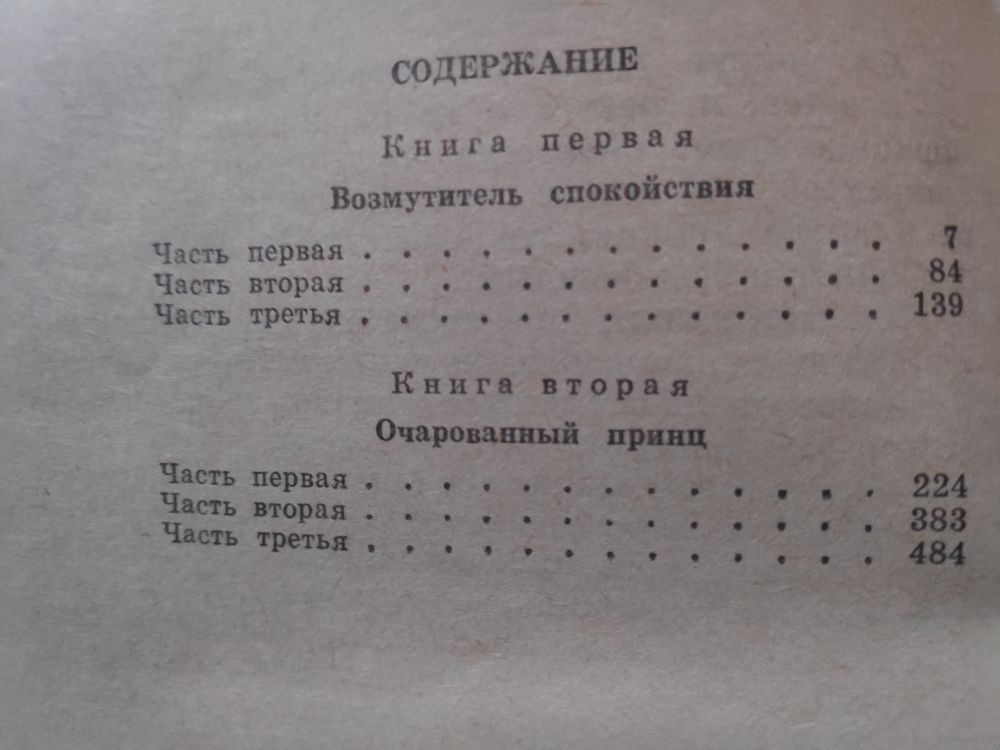 СОДЕРЖАНИЕ
Книга первая
Возмутитель спокойствия
Часть первая . . . . . . . . . . . . . 7
Часть вторая . . . . . . . . . . . . . 84
Часть третья . . . . . . . . . . . . . 139
Книга вторая
Очарованный принц
Часть первая . . . . . . . . . . . . . 224
Часть вторая . . . . . . . . . . . . . 383
Часть третья . . . . . . . . . . . . . 484